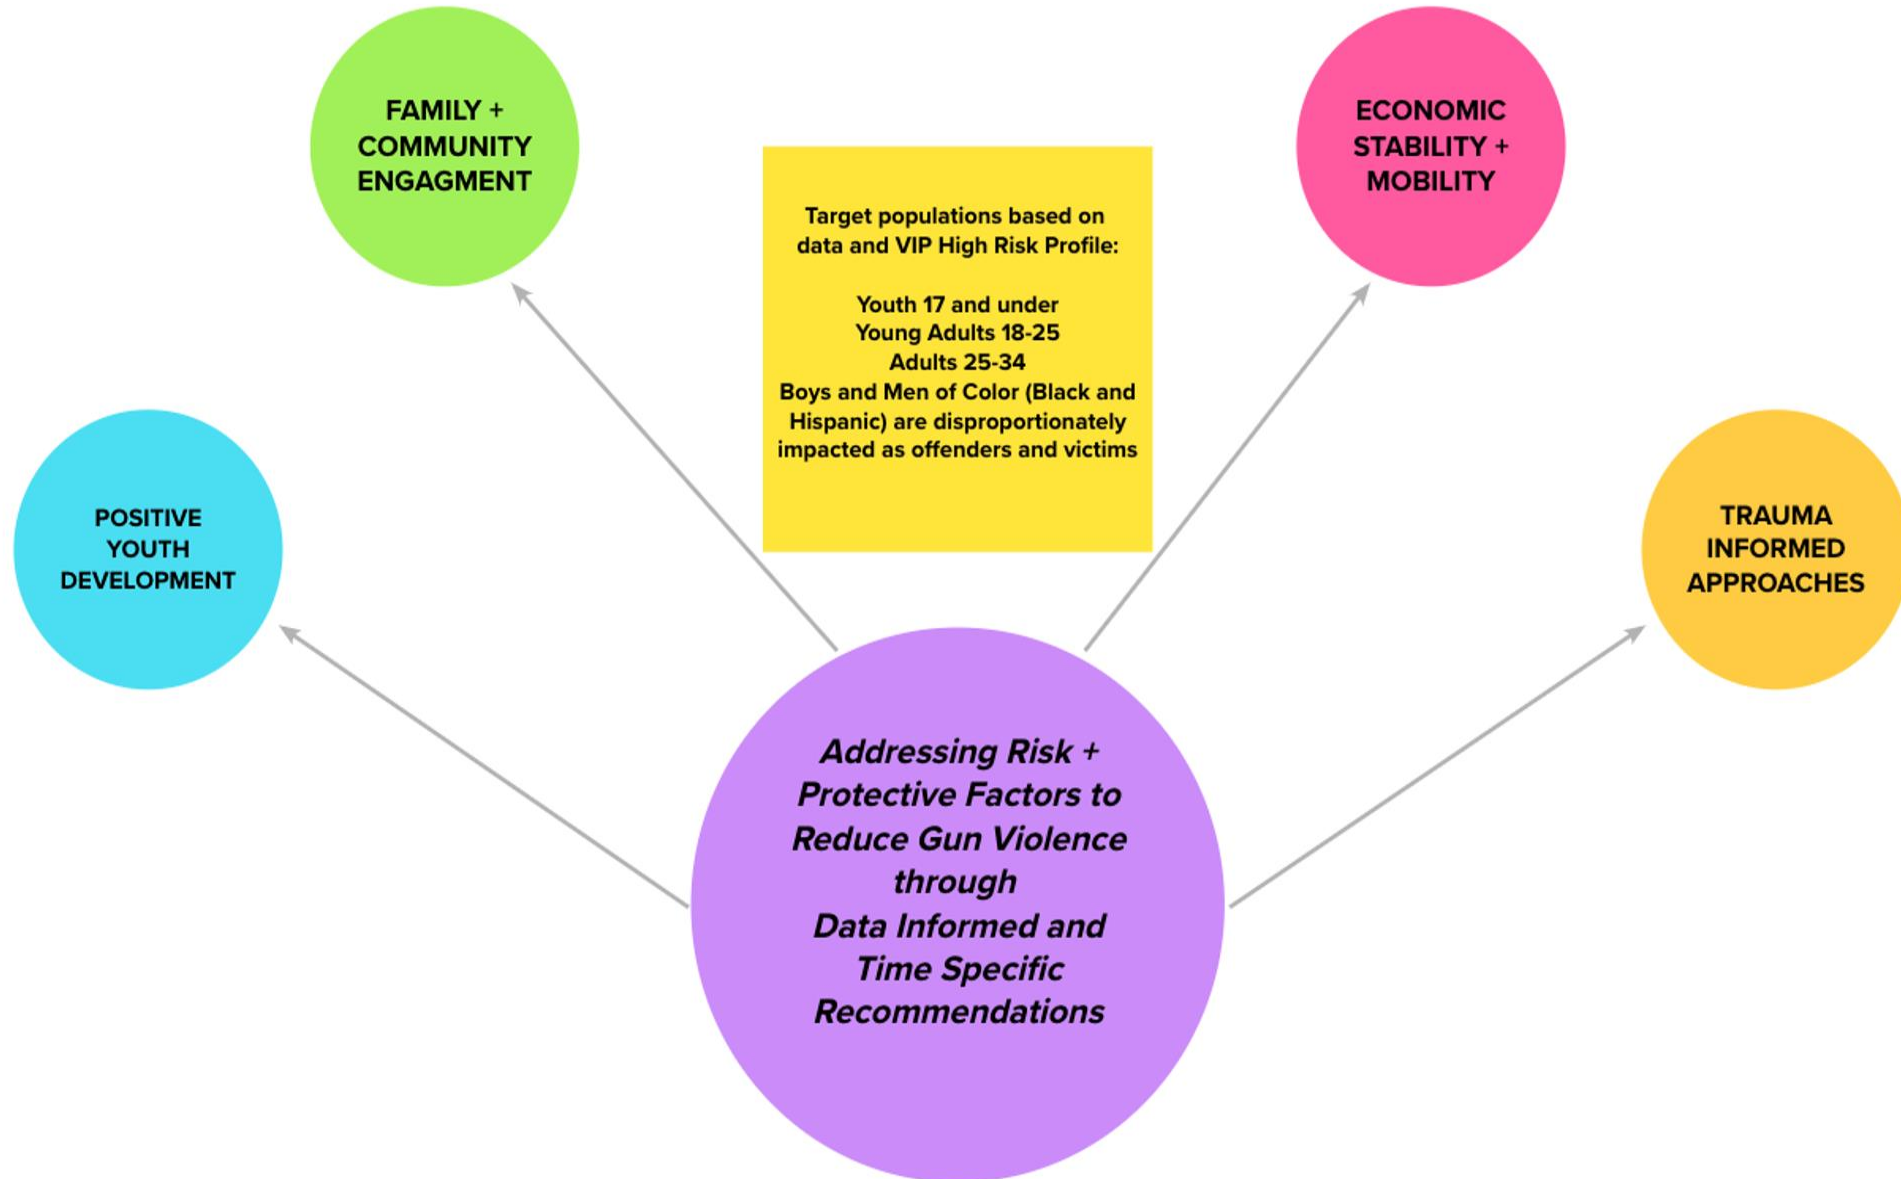 FAMILY +
COMMUNITY
ENGAGMENT
ECONOMIC
STABILITY +
MOBILITY
Target populations based on
data and VIP High Risk Profile:
Youth 17 and under
Young Adults 18-25
Adults 25-34
Boys and Men of Color (Black and
Hispanic) are disproportionately
impacted as offenders and victims
POSITIVE
YOUTH
DEVELOPMENT
TRAUMA
INFORMED
APPROACHES
Addressing Risk +
Protective Factors to
Reduce Gun Violence
through
Data Informed and
Time Specific
Recommendations